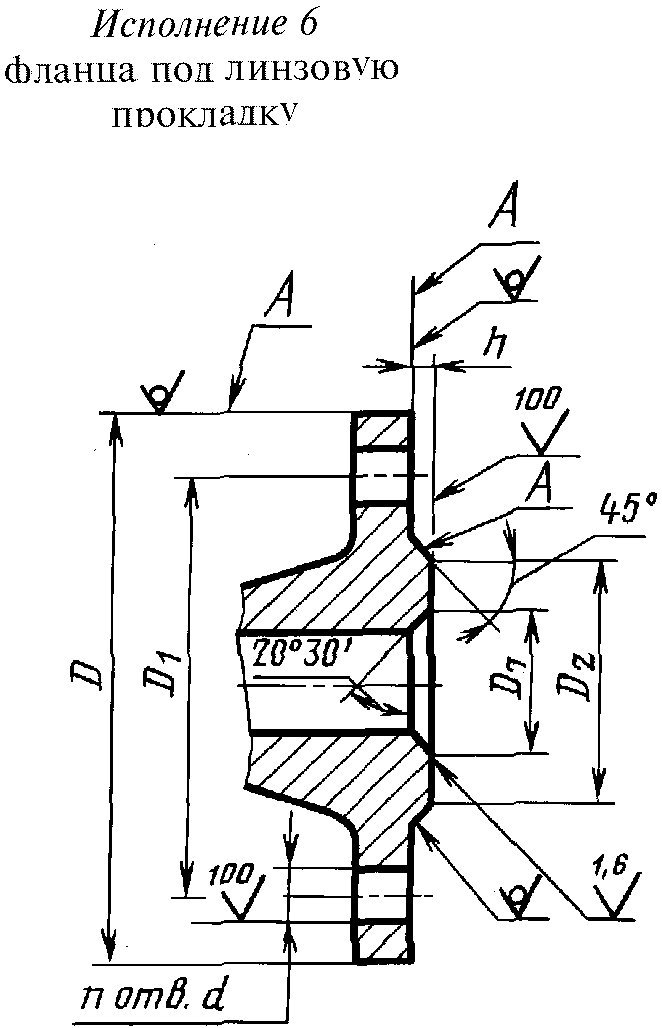 Исполнение 6
фланца под линзовую
прокладку
A
A
h
100
A
45°
20°30'
D
D1
D7
D2
100
1,6
n отв. d